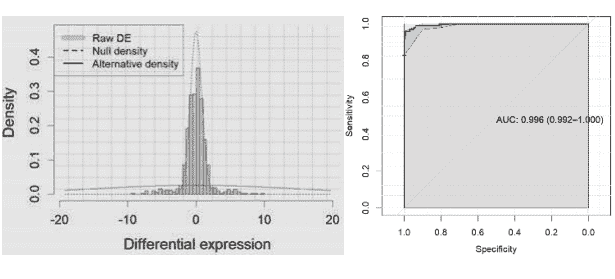 Raw DE
Null density
Alternative density
Density
0.0 0.1 0.2 0.3 0.4
-20 -10 0 10 20
Differential expression
Sensitivity
0.0 0.2 0.4 0.6 0.8 1.0
AUC: 0.996 (0.992–1.000)
1.0 0.8 0.6 0.4 0.2 0.0
Specificity